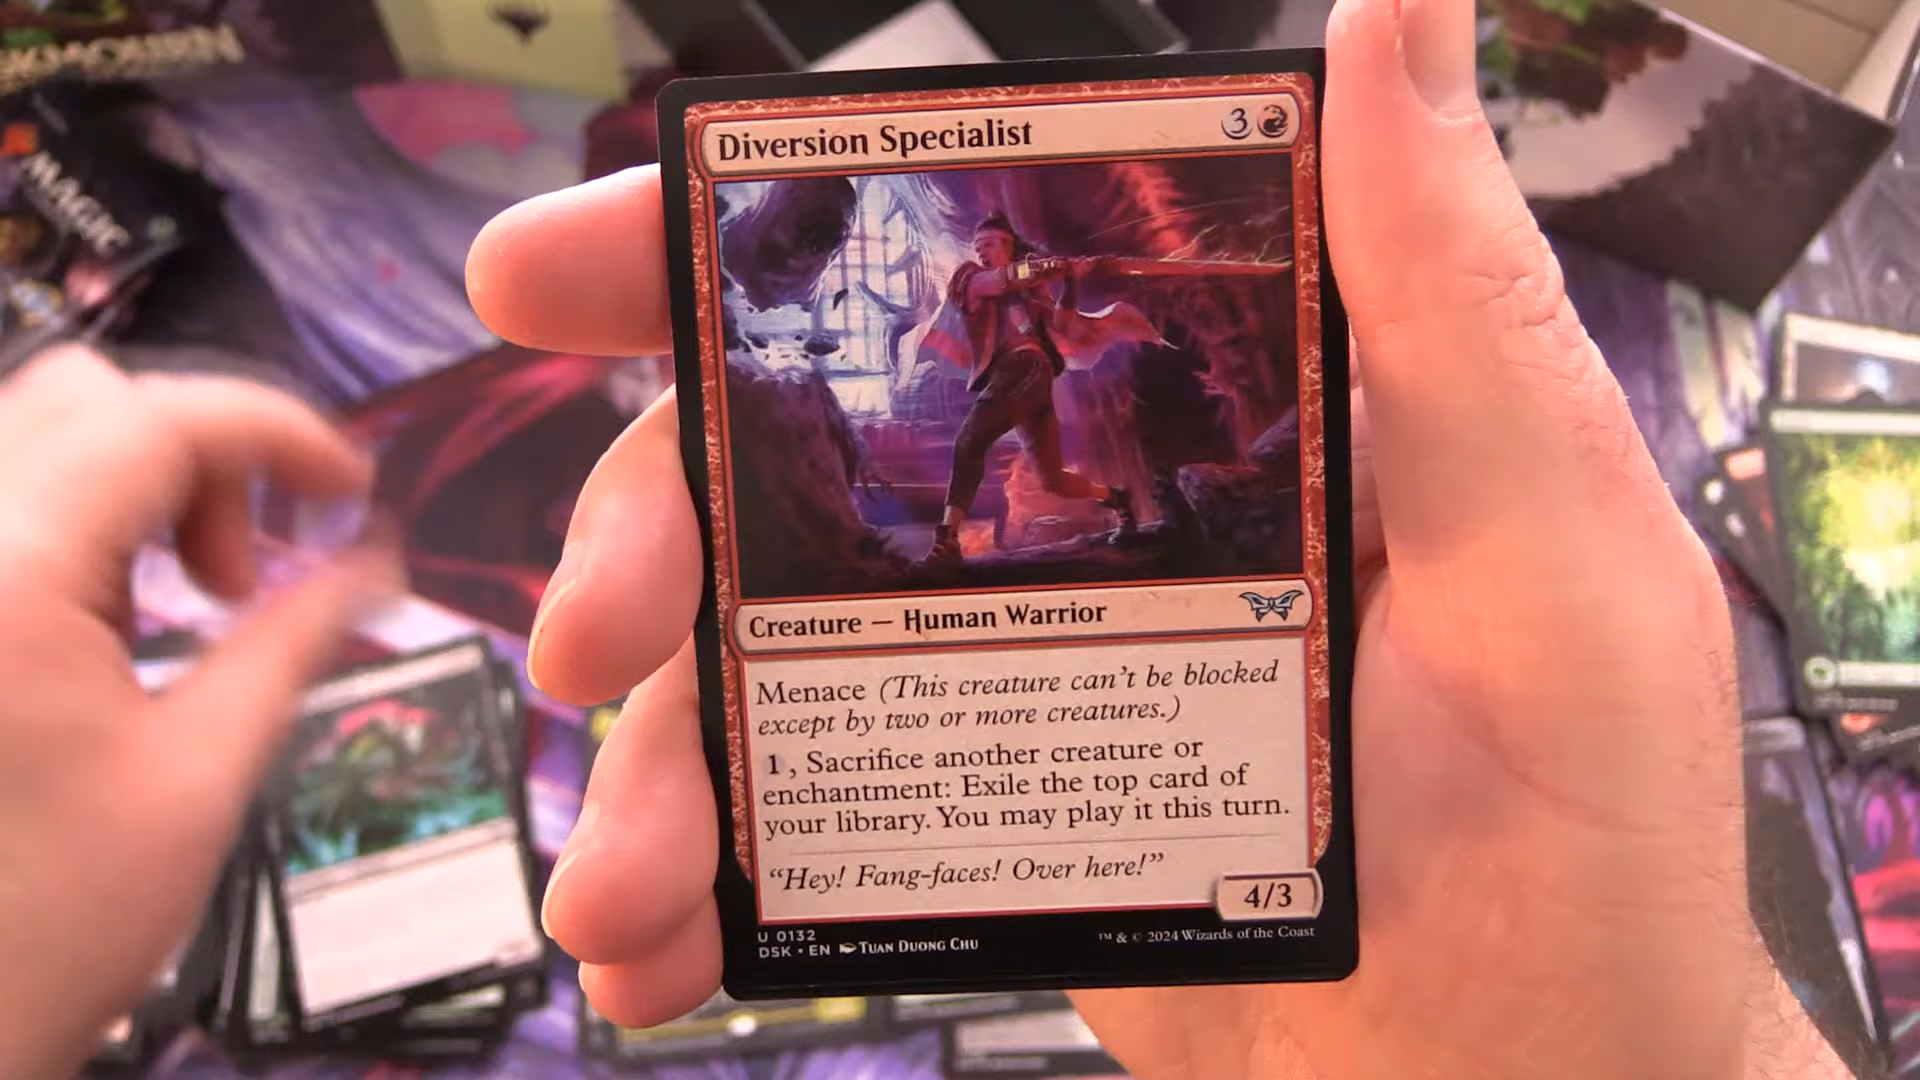 SKMOURN
MAGIC
Diversion Specialist 3
Creature — Human Warrior
Menace (This creature can't be blocked
except by two or more creatures.)
1, Sacrifice another creature or
enchantment: Exile the top card of
your library. You may play it this turn.
“Hey! Fang-faces! Over here!”
4/3
U 0132
DSK • EN TUAN DUONG CHU
™ & © 2024 Wizards of the Coast